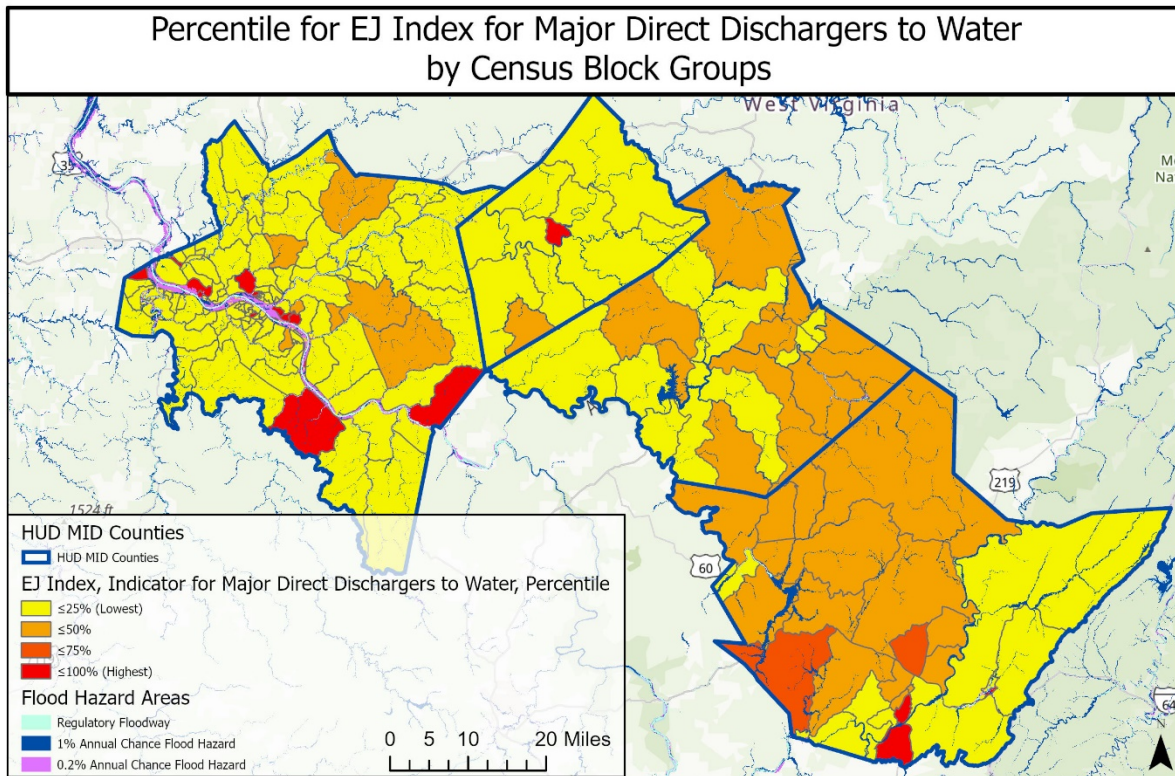 Percentile for EJ Index for Major Direct Dischargers to Water
by Census Block Groups
West Virginia
35
219
1524 ft
60
64
HUD MID Counties
HUD MID Counties
EJ Index, Indicator for Major Direct Dischargers to Water, Percentile
≤25% (Lowest)
≤50%
≤75%
≤100% (Highest)
Flood Hazard Areas
Regulatory Floodway
1% Annual Chance Flood Hazard
0.2% Annual Chance Flood Hazard
0 5 10 20 Miles